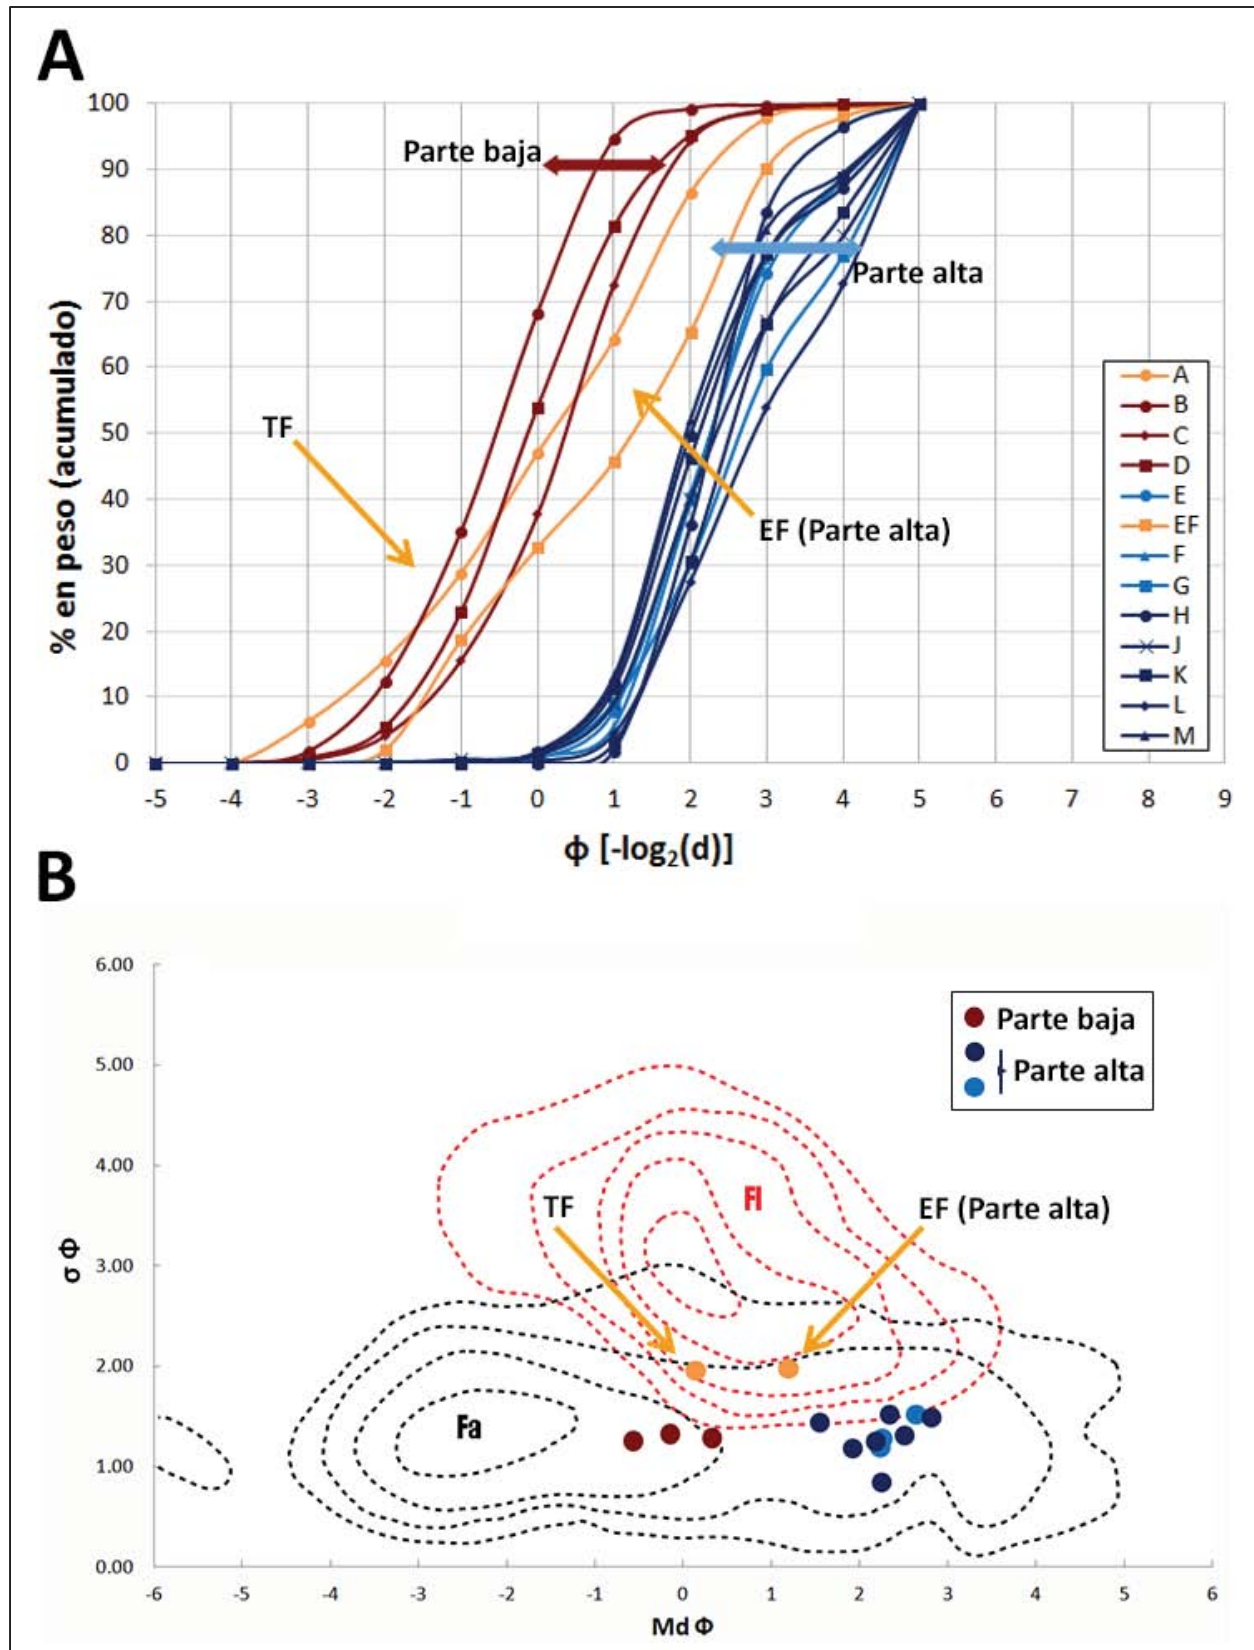 A
100
90
80
70
60
50
40
30
20
10
0
% en peso (acumulado)
Parte baja
Parte alta
TF
EF (Parte alta)
A
B
C
D
E
EF
F
G
H
J
K
L
M
-5 -4 -3 -2 -1 0 1 2 3 4 5 6 7 8 9
ϕ [-log₂(d)]
B
6.00
5.00
4.00
3.00
2.00
1.00
0.00
σ Φ
Parte baja
Parte alta
Fl
TF
EF (Parte alta)
Fa
-6 -5 -4 -3 -2 -1 0 1 2 3 4 5 6
Md Φ